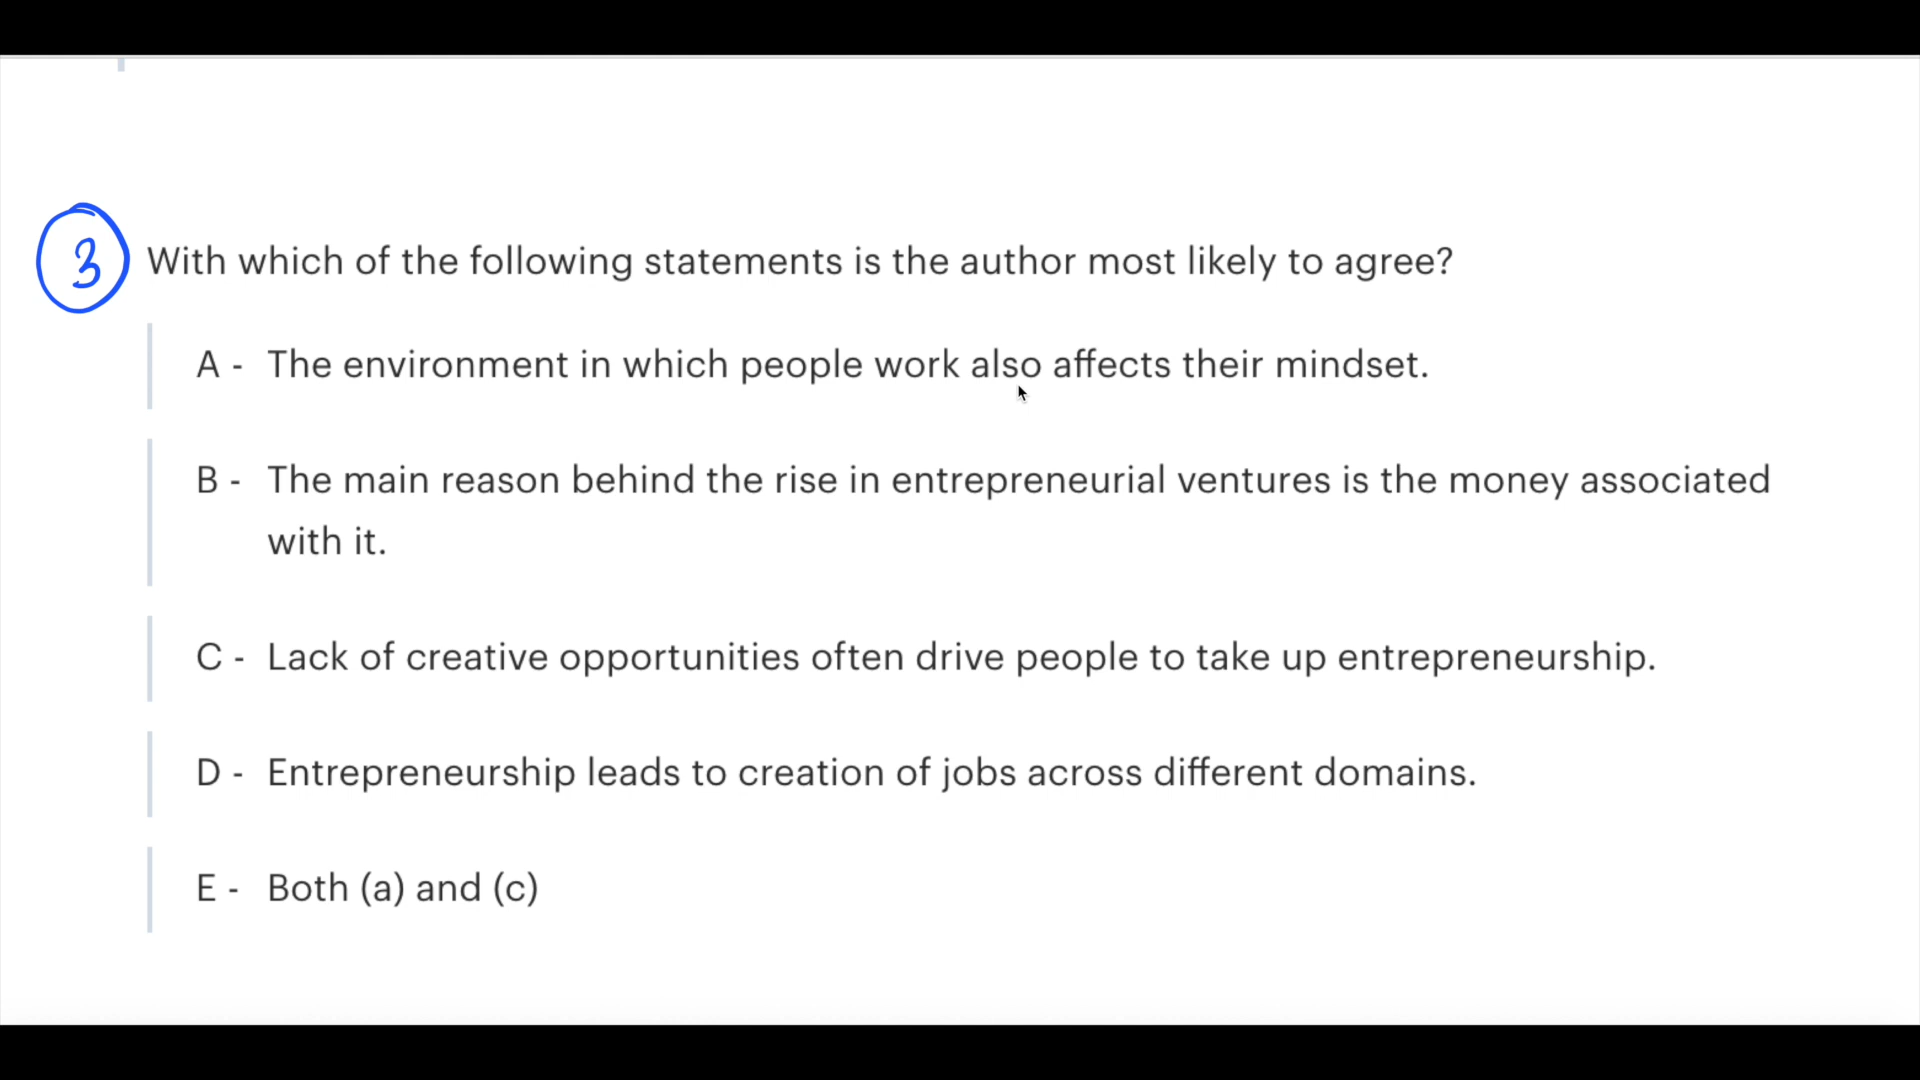 3 With which of the following statements is the author most likely to agree?
A - The environment in which people work also affects their mindset.
B - The main reason behind the rise in entrepreneurial ventures is the money associated
with it.
C - Lack of creative opportunities often drive people to take up entrepreneurship.
D - Entrepreneurship leads to creation of jobs across different domains.
E - Both (a) and (c)